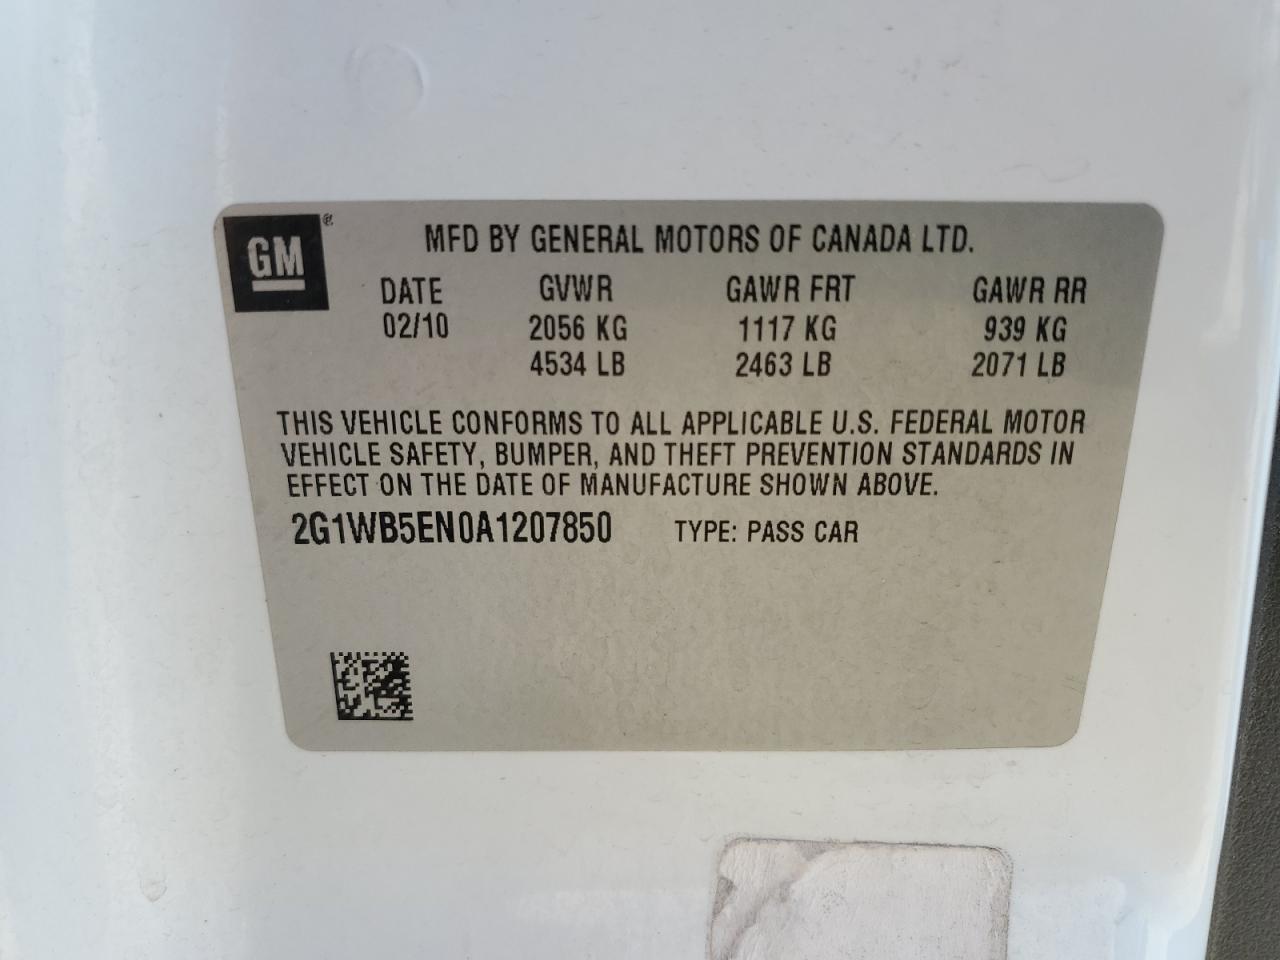 GM ®
MFD BY GENERAL MOTORS OF CANADA LTD.
DATE GVWR GAWR FRT GAWR RR
02/10 2056 KG 1117 KG 939 KG
4534 LB 2463 LB 2071 LB
THIS VEHICLE CONFORMS TO ALL APPLICABLE U.S. FEDERAL MOTOR
VEHICLE SAFETY, BUMPER, AND THEFT PREVENTION STANDARDS IN
EFFECT ON THE DATE OF MANUFACTURE SHOWN ABOVE.
2G1WB5EN0A1207850 TYPE: PASS CAR